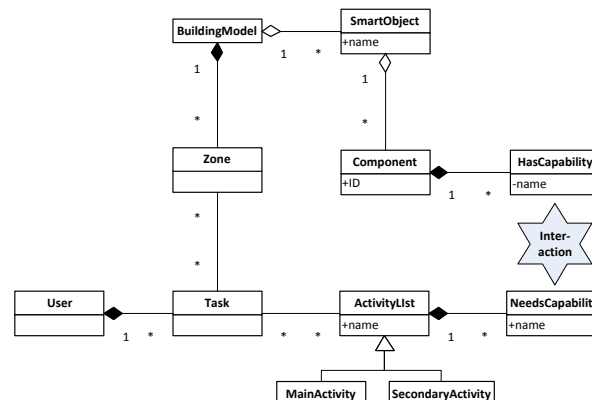 SmartObject
BuildingModel
+name
1
1 *
1
*
*
Zone
Component
HasCapability
+ID
-name
1 *
*
Inter-
action
*
User
Task
ActivityLIst
NeedsCapabilit
+name
+name
1 *
* *
1 *
MainActivity
SecondaryActivity